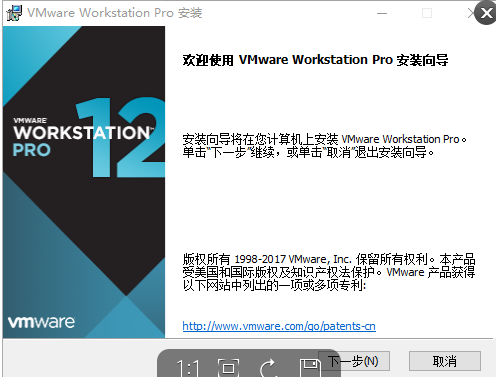 VMware Workstation Pro 安装
欢迎使用 VMware Workstation Pro 安装向导
VMWARE
WORKSTATION
PRO 12
安装向导将在您计算机上安装 VMware Workstation Pro。
单击“下一步”继续，或单击“取消”退出安装向导。
版权所有 1998-2017 VMware, Inc. 保留所有权利。本产品
受美国和国际版权及知识产权法保护。VMware 产品获得
以下网站中列出的一项或多项专利:
http://www.vmware.com/go/patents-cn
vmware
1:1
下一步(N)
取消